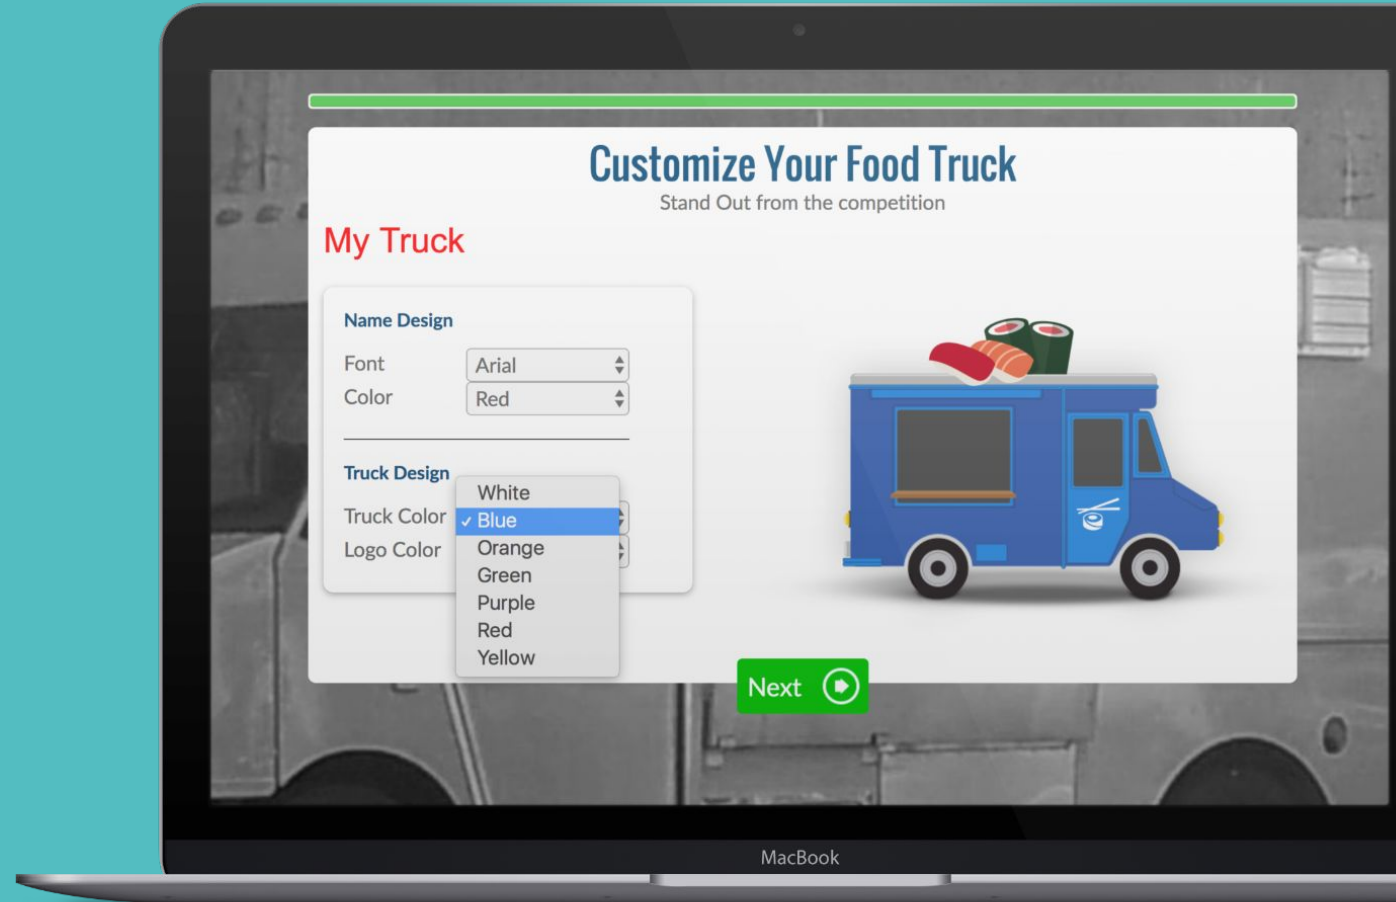 Customize Your Food Truck
Stand Out from the competition
My Truck
Name Design
Font Arial
Color Red
Truck Design
Truck Color
Logo Color
White
✓ Blue
Orange
Green
Purple
Red
Yellow
Next
MacBook